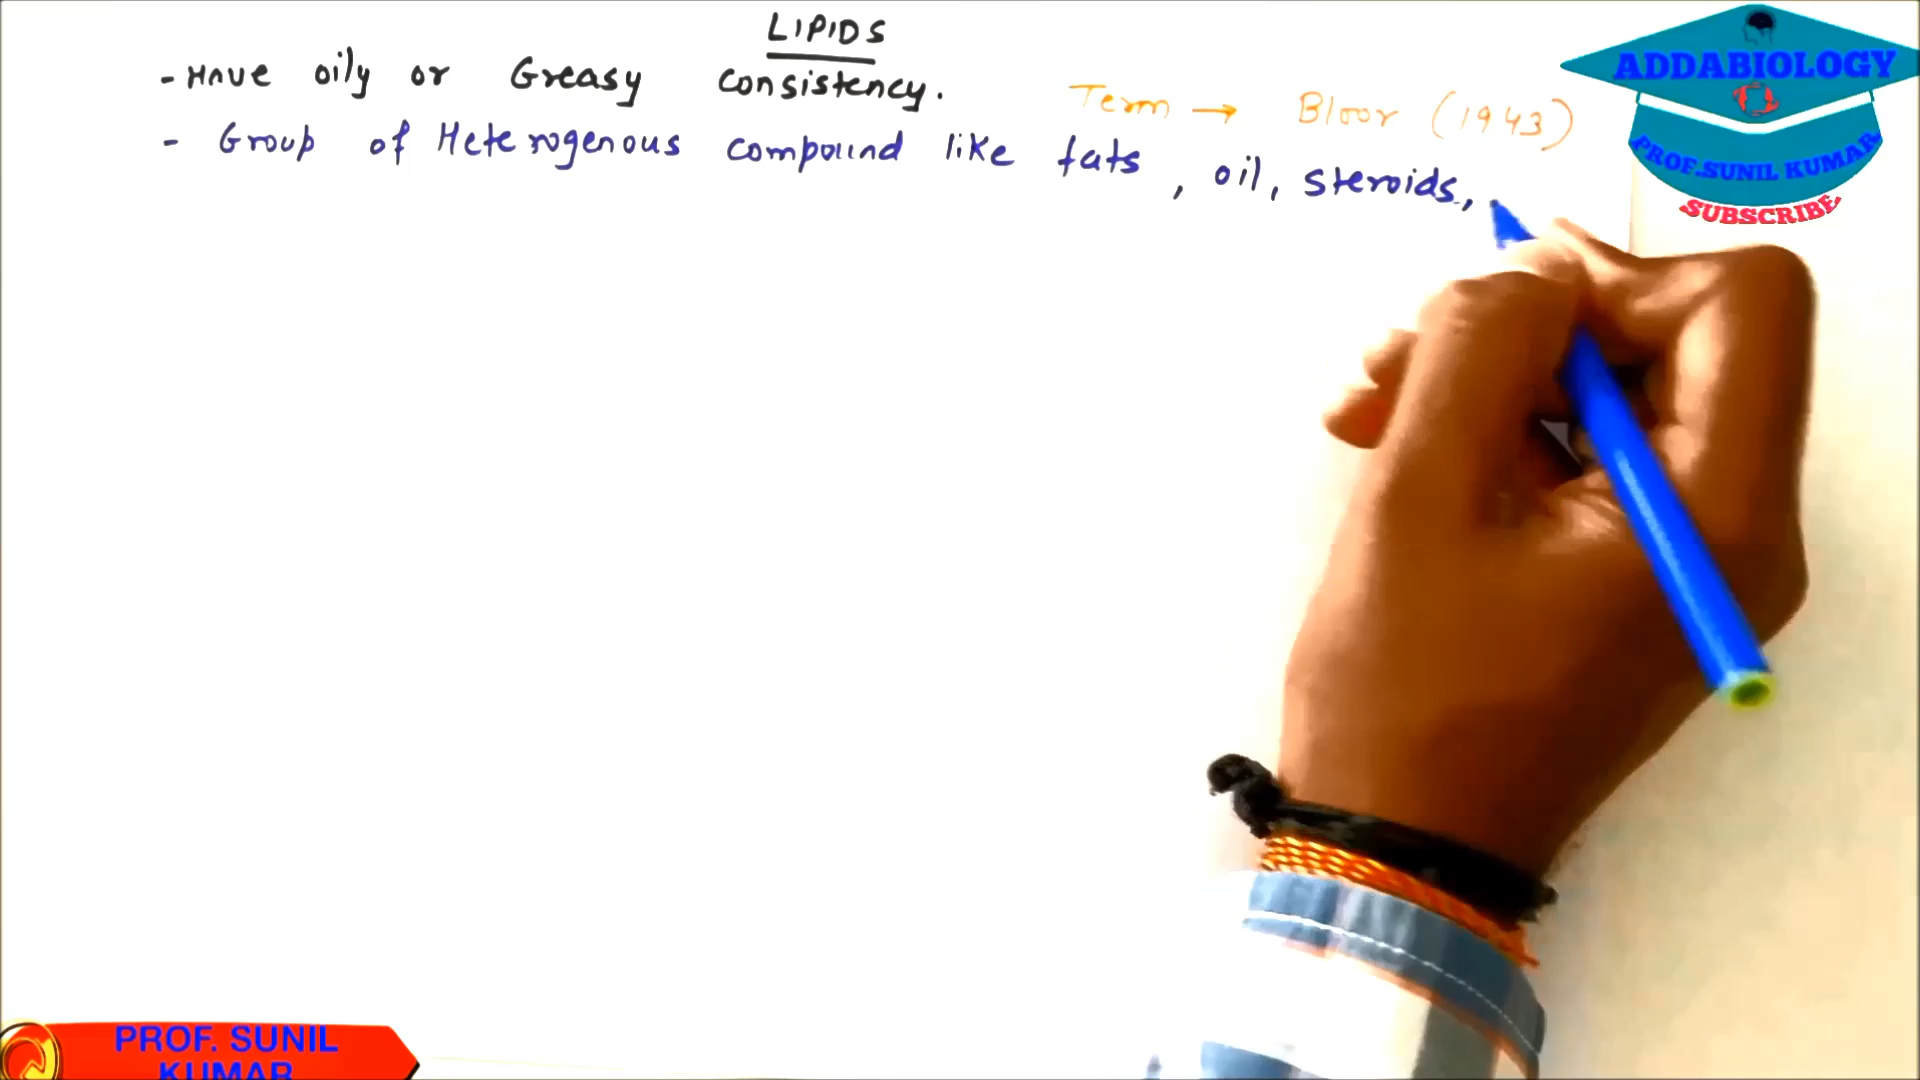 LIPIDS
- Have oily or Greasy consistency.
Term → Bloor (1943)
- Group of Heterogenous compound like fats, oil, steroids,
ADDABIOLOGY
PROF.SUNIL KUMAR
SUBSCRIBE
PROF. SUNIL
KUMAR